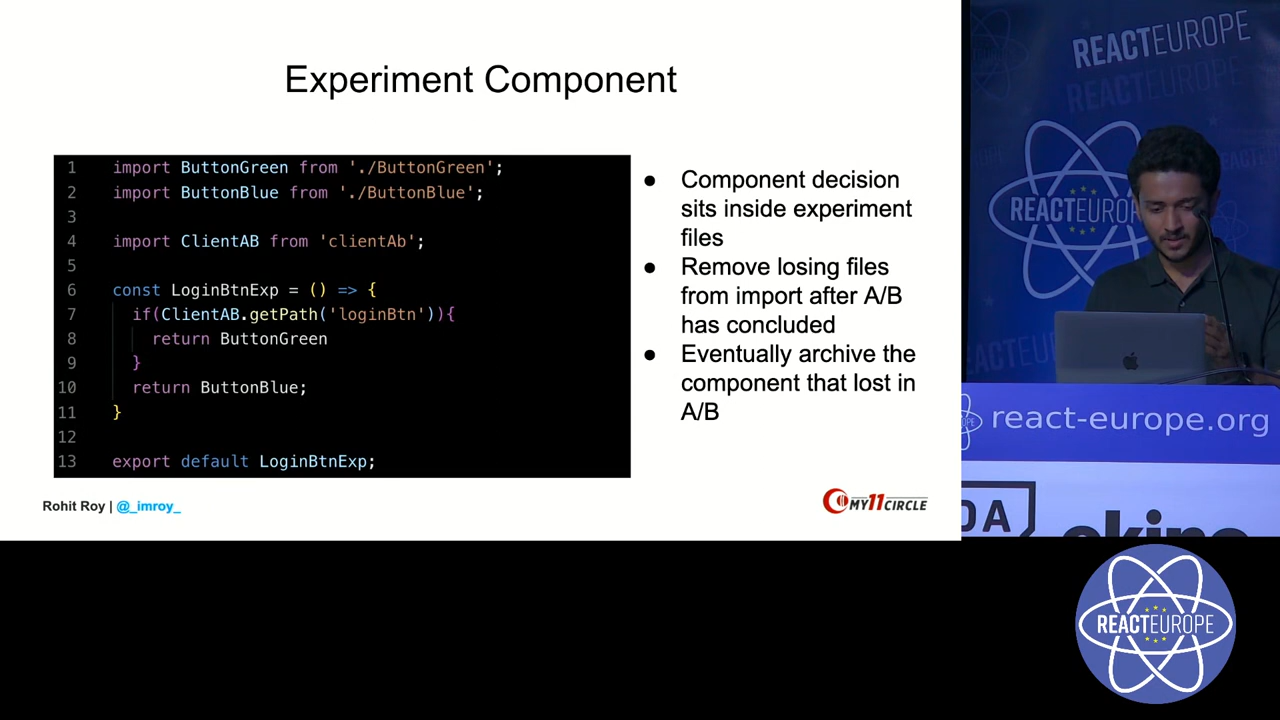 Experiment Component
1 import ButtonGreen from './ButtonGreen';
2 import ButtonBlue from './ButtonBlue';
3
4 import ClientAB from 'clientAb';
5
6 const LoginBtnExp = () => {
7 if(ClientAB.getPath('loginBtn')){
8 return ButtonGreen
9 }
10 return ButtonBlue;
11 }
12
13 export default LoginBtnExp;
● Component decision
sits inside experiment
files
● Remove losing files
from import after A/B
has concluded
● Eventually archive the
component that lost in
A/B
Rohit Roy | @_imroy_
MY11CIRCLE
REACTEUROPE
REACTEUROPE
REACTEUROP
react-europe.org
REACTEUROPE